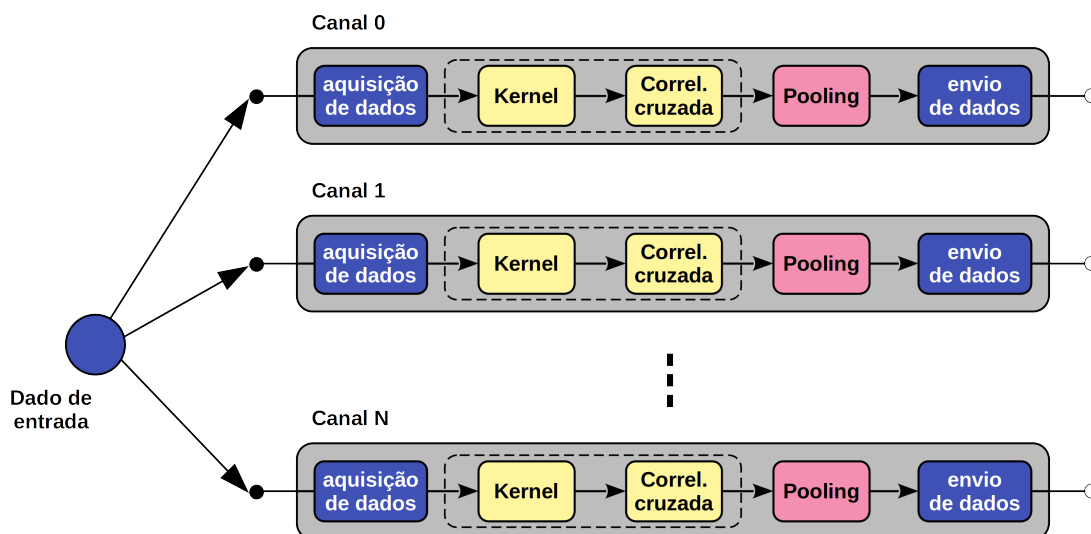 Canal 0
aquisição
de dados
Kernel
Correl.
cruzada
Pooling
envio
de dados
Canal 1
aquisição
de dados
Kernel
Correl.
cruzada
Pooling
envio
de dados
Dado de
entrada
Canal N
aquisição
de dados
Kernel
Correl.
cruzada
Pooling
envio
de dados